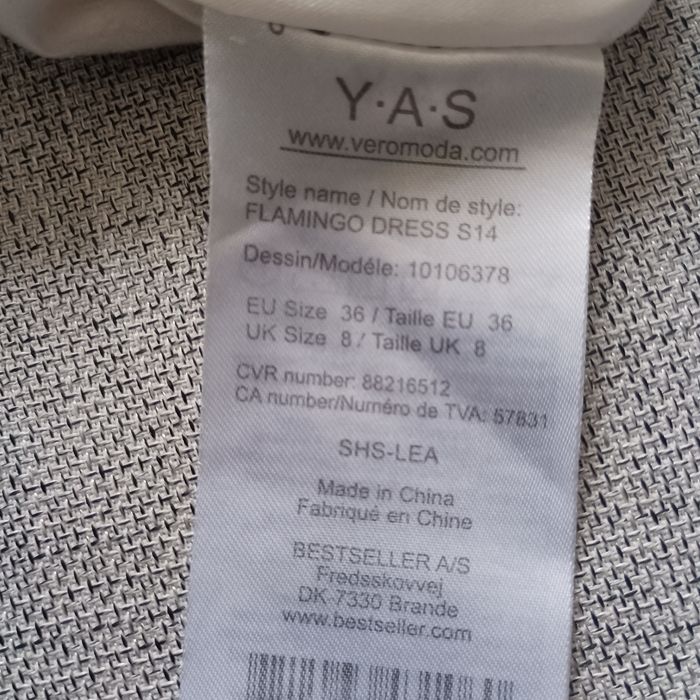 Y·A·S
www.veromoda.com
Style name / Nom de style:
FLAMINGO DRESS S14
Dessin/Modéle: 10106378
EU Size 36 / Taille EU 36
UK Size 8 / Taille UK 8
CVR number: 88216512
CA number/Numéro de TVA: 57831
SHS-LEA
Made in China
Fabriqué en Chine
BESTSELLER A/S
Fredsskovvej
DK-7330 Brande
www.bestseller.com